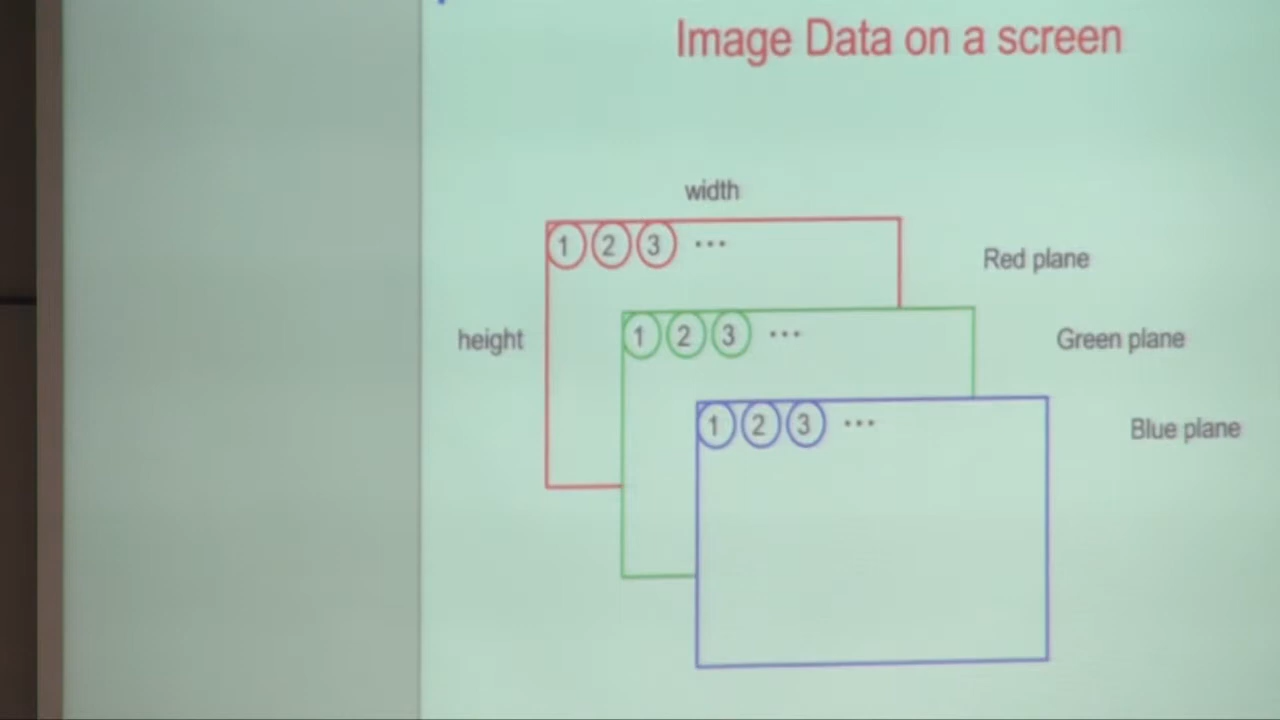 Image Data on a screen
width
1 2 3 ...
Red plane
height
1 2 3 ...
Green plane
1 2 3 ...
Blue plane